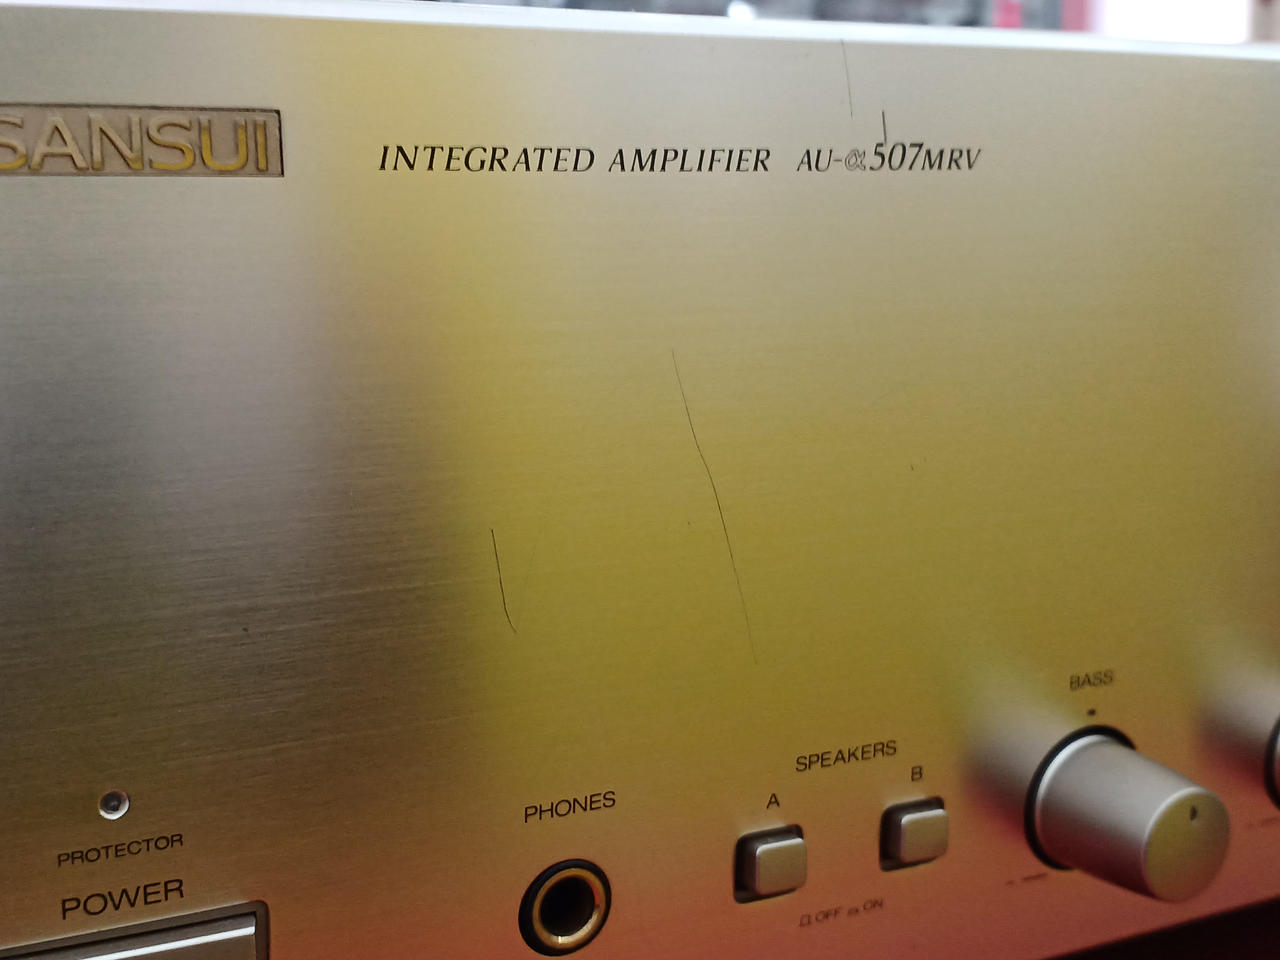 SANSUI
INTEGRATED AMPLIFIER AU-α507MRV
BASS
SPEAKERS
A B
PHONES
PROTECTOR
POWER
OFF ON